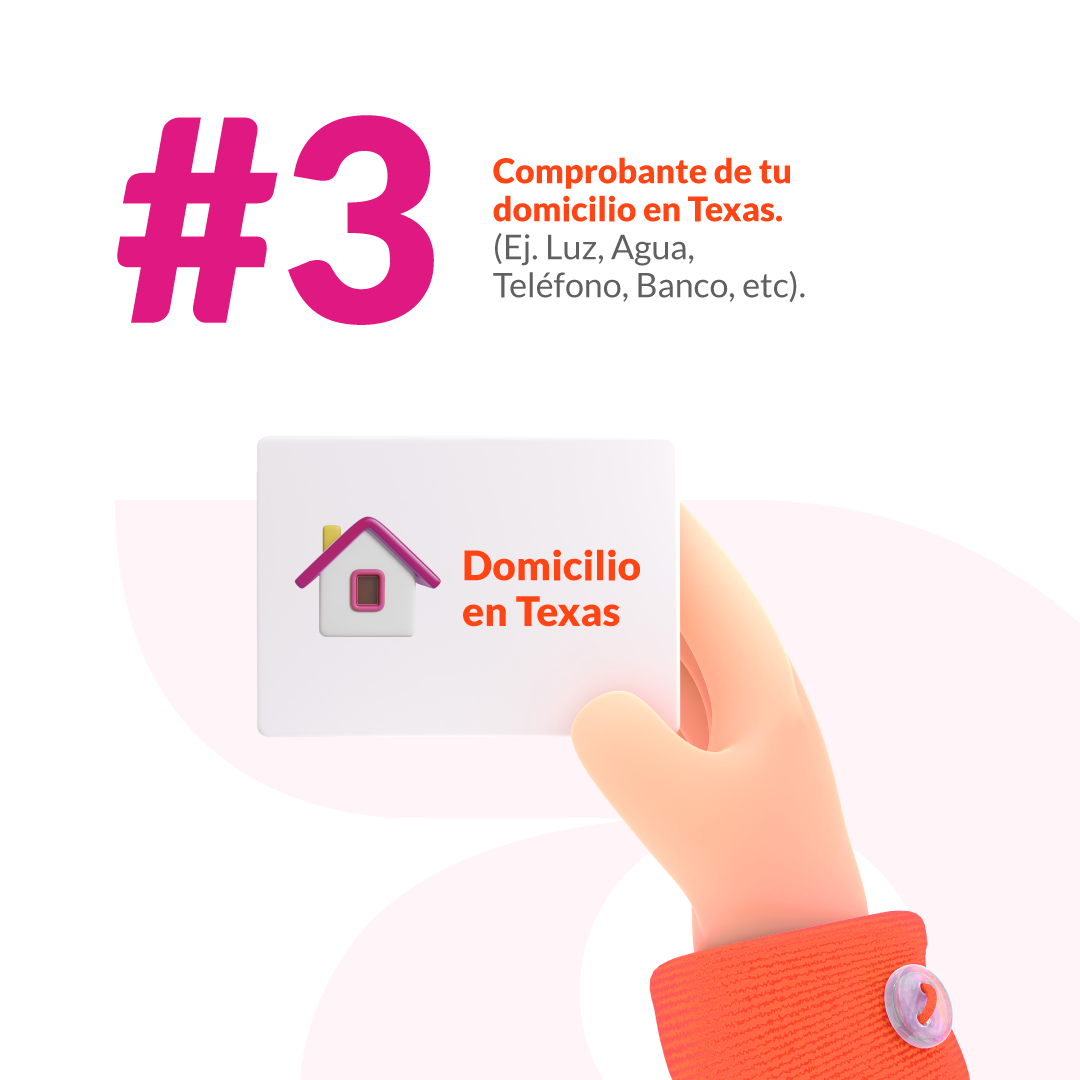 #3
Comprobante de tu
domicilio en Texas.
(Ej. Luz, Agua,
Teléfono, Banco, etc).
Domicilio
en Texas